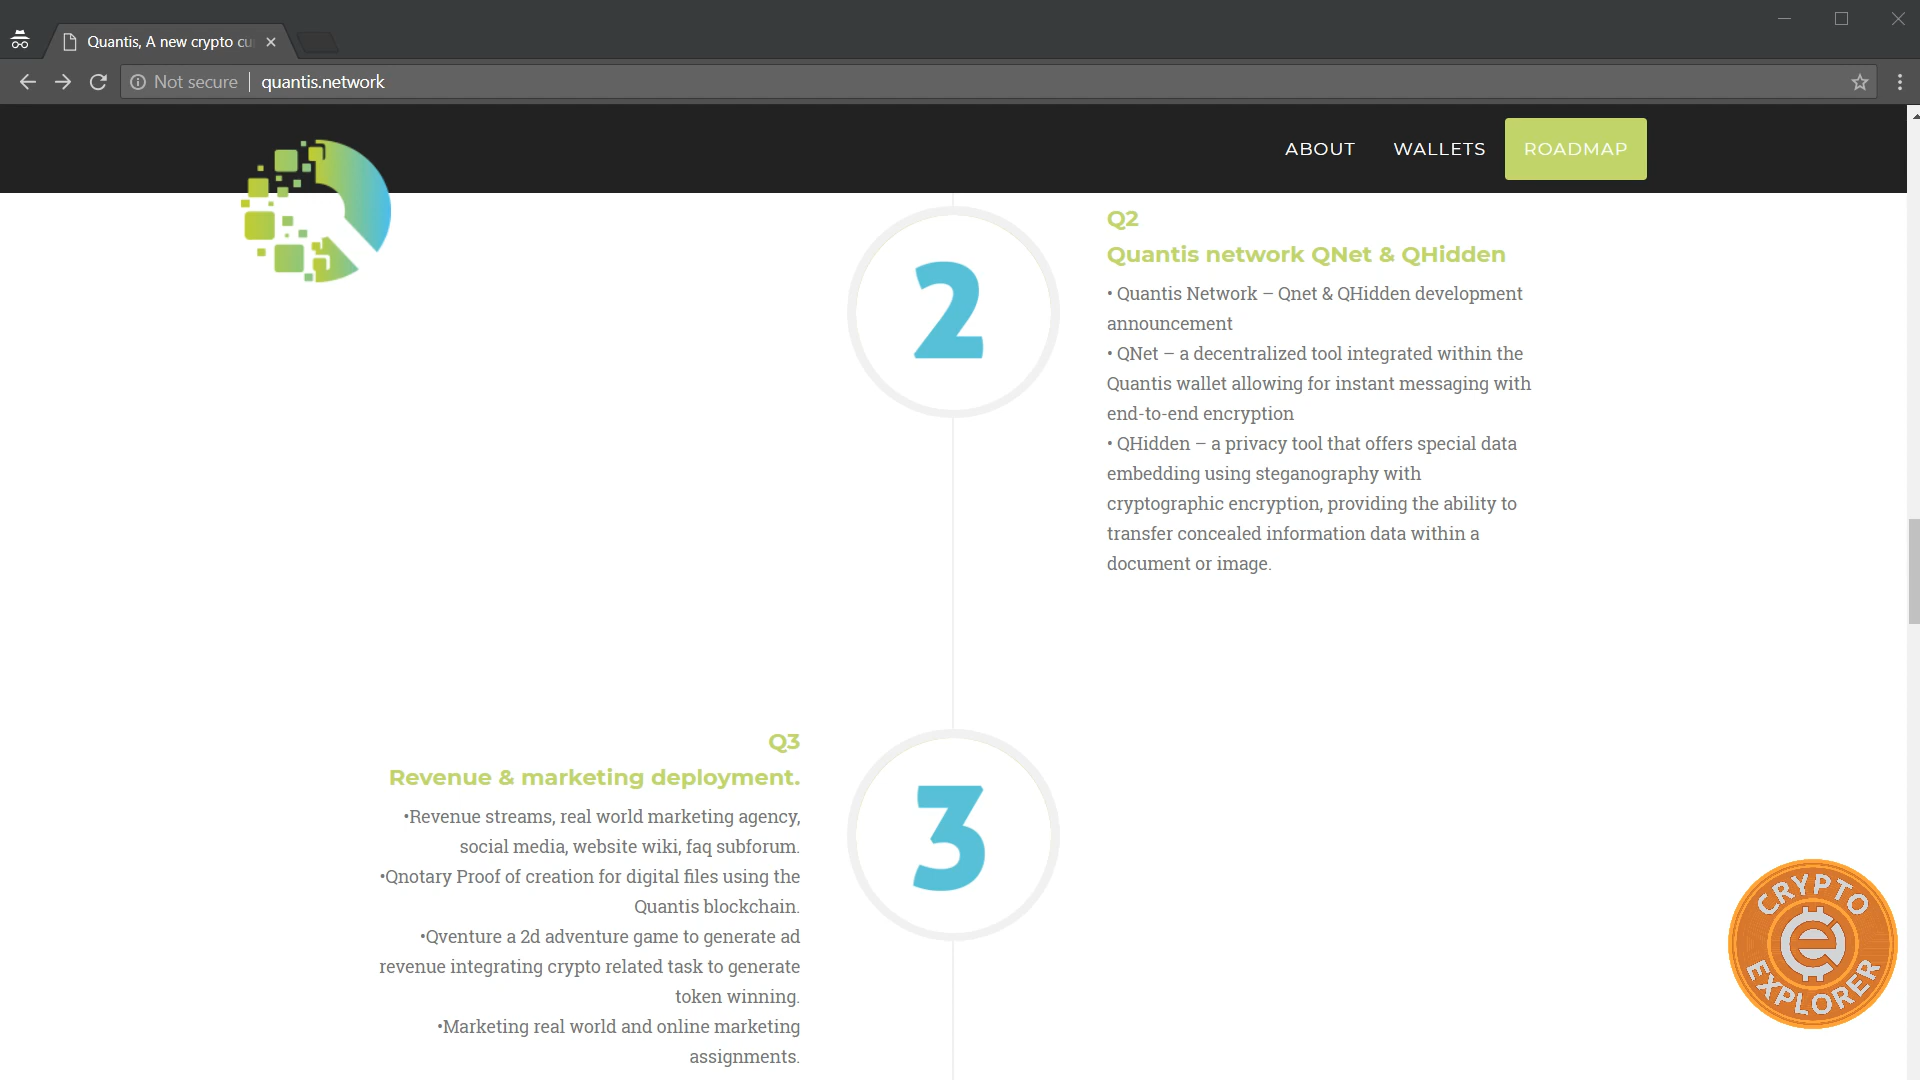 Quantis, A new crypto cu
Not secure
quantis.network
ABOUT
WALLETS
ROADMAP
2
Q2
Quantis network QNet & QHidden
• Quantis Network – Qnet & QHidden development
announcement
• QNet – a decentralized tool integrated within the
Quantis wallet allowing for instant messaging with
end-to-end encryption
• QHidden – a privacy tool that offers special data
embedding using steganography with
cryptographic encryption, providing the ability to
transfer concealed information data within a
document or image.
Q3
Revenue & marketing deployment.
•Revenue streams, real world marketing agency,
social media, website wiki, faq subforum.
•Qnotary Proof of creation for digital files using the
Quantis blockchain.
•Qventure a 2d adventure game to generate ad
revenue integrating crypto related task to generate
token winning.
•Marketing real world and online marketing
assignments.
3
CRYPTO
e
EXPLORER